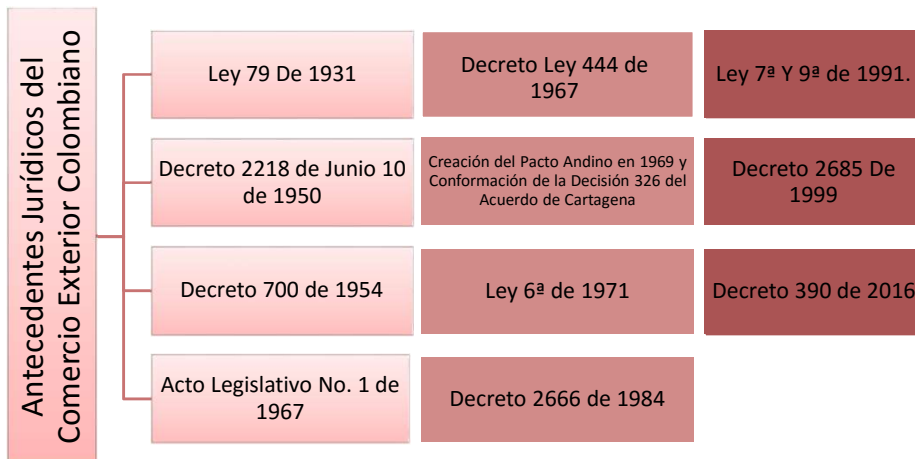 Antecedentes Jurídicos del
Comercio Exterior Colombiano
Ley 79 De 1931
Decreto 2218 de Junio 10
de 1950
Decreto 700 de 1954
Acto Legislativo No. 1 de
1967
Decreto Ley 444 de
1967
Creación del Pacto Andino en 1969 y
Conformación de la Decisión 326 del
Acuerdo de Cartagena
Ley 6ª de 1971
Decreto 2666 de 1984
Ley 7ª Y 9ª de 1991.
Decreto 2685 De
1999
Decreto 390 de 2016